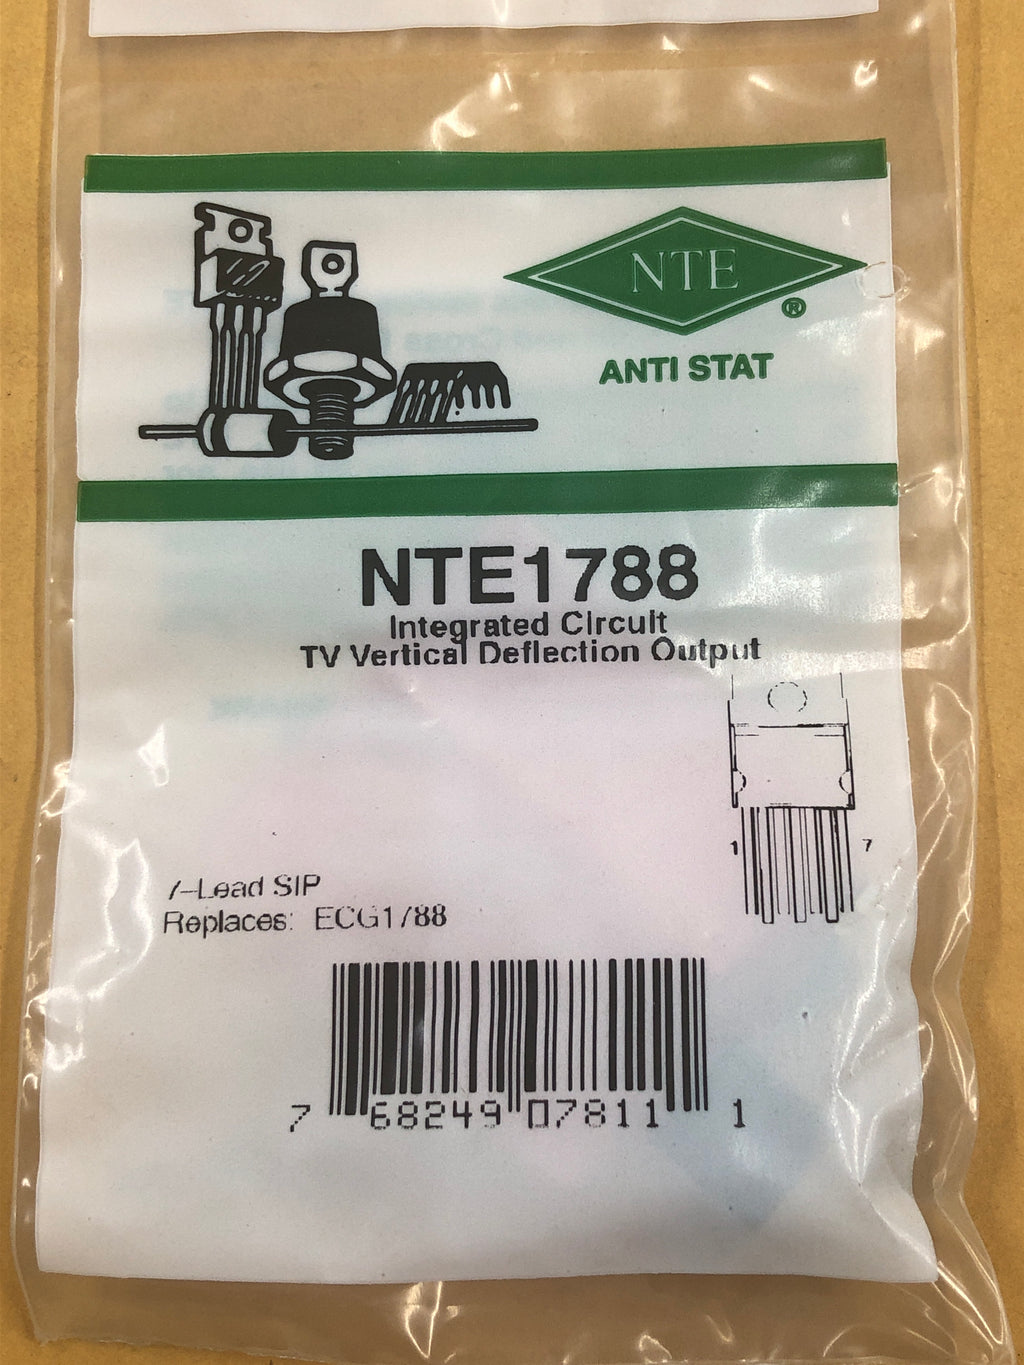 NTE
®
ANTI STAT
NTE1788
Integrated Circuit
TV Vertical Deflection Output
1 7
7-Lead SIP
Replaces: ECG1788
7 68249 07811 1